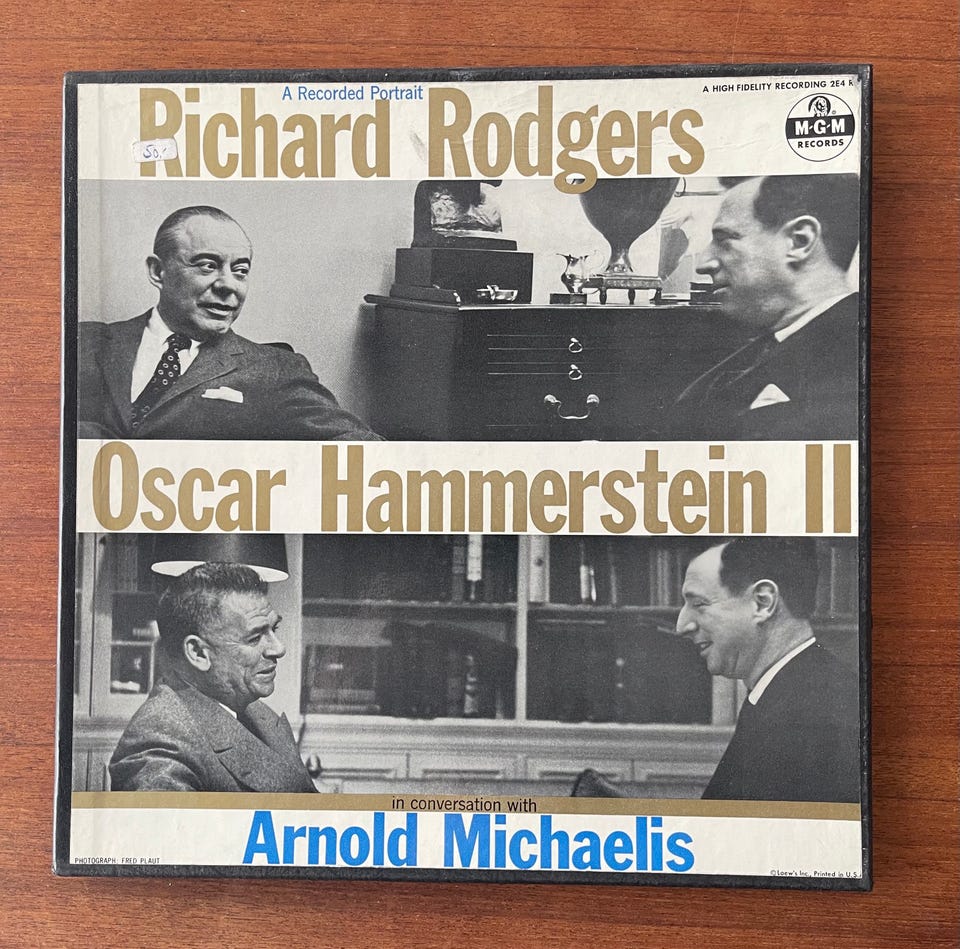 A Recorded Portrait
A HIGH FIDELITY RECORDING 2E4 R
Richard Rodgers
M-G-M
RECORDS
50,-
Oscar Hammerstein II
in conversation with
Arnold Michaelis
PHOTOGRAPH: FRED PLAUT
©Loew's Inc., Printed in U.S.